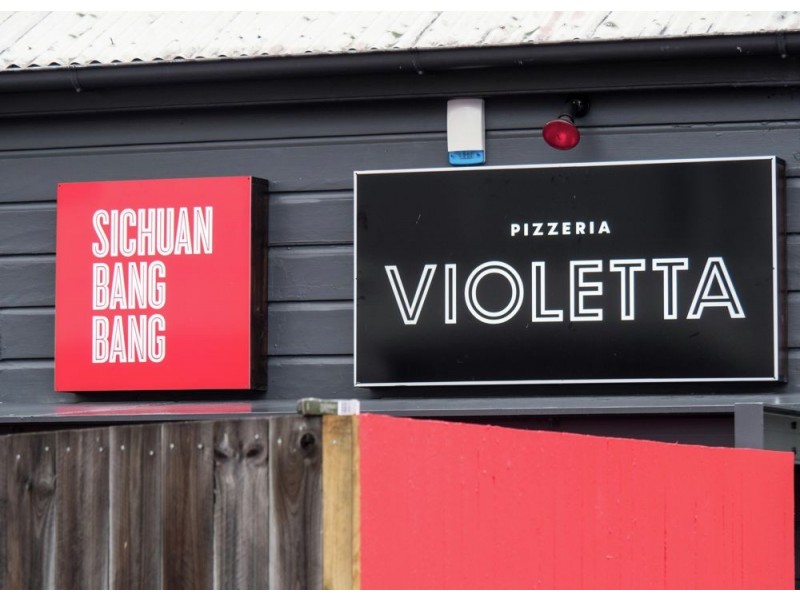 SICHUAN
BANG
BANG
PIZZERIA
VIOLETTA